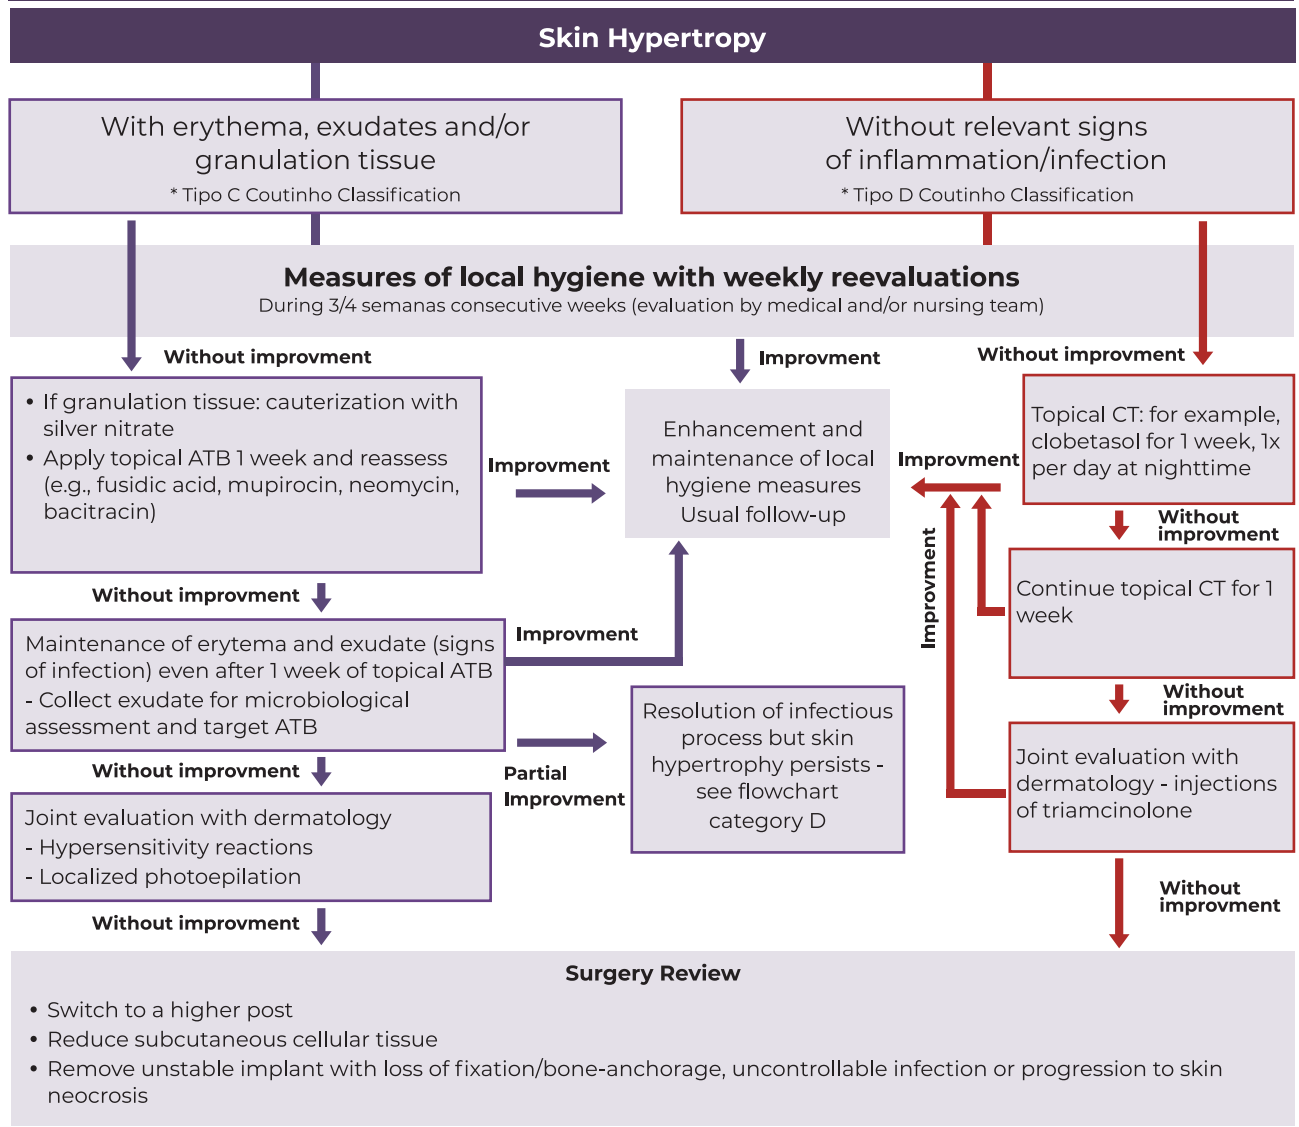 Skin Hypertropy
With erythema, exudates and/or
granulation tissue
* Tipo C Coutinho Classification
Without relevant signs
of inflammation/infection
* Tipo D Coutinho Classification
Measures of local hygiene with weekly reevaluations
During 3/4 semanas consecutive weeks (evaluation by medical and/or nursing team)
Without improvment
Improvment
Without improvment
• If granulation tissue: cauterization with
silver nitrate
• Apply topical ATB 1 week and reassess
(e.g., fusidic acid, mupirocin, neomycin,
bacitracin)
Improvment
Enhancement and
maintenance of local
hygiene measures
Usual follow-up
Improvment
Topical CT: for example,
clobetasol for 1 week, 1x
per day at nighttime
Without
improvment
Improvment
Continue topical CT for 1
week
Without improvment
Maintenance of erytema and exudate (signs
of infection) even after 1 week of topical ATB
- Collect exudate for microbiological
assessment and target ATB
Improvment
Partial
Improvment
Resolution of infectious
process but skin
hypertrophy persists -
see flowchart
category D
Without
improvment
Joint evaluation with
dermatology - injections
of triamcinolone
Without improvment
Joint evaluation with dermatology
- Hypersensitivity reactions
- Localized photoepilation
Without improvment
Without
improvment
Surgery Review
• Switch to a higher post
• Reduce subcutaneous cellular tissue
• Remove unstable implant with loss of fixation/bone-anchorage, uncontrollable infection or progression to skin
neocrosis